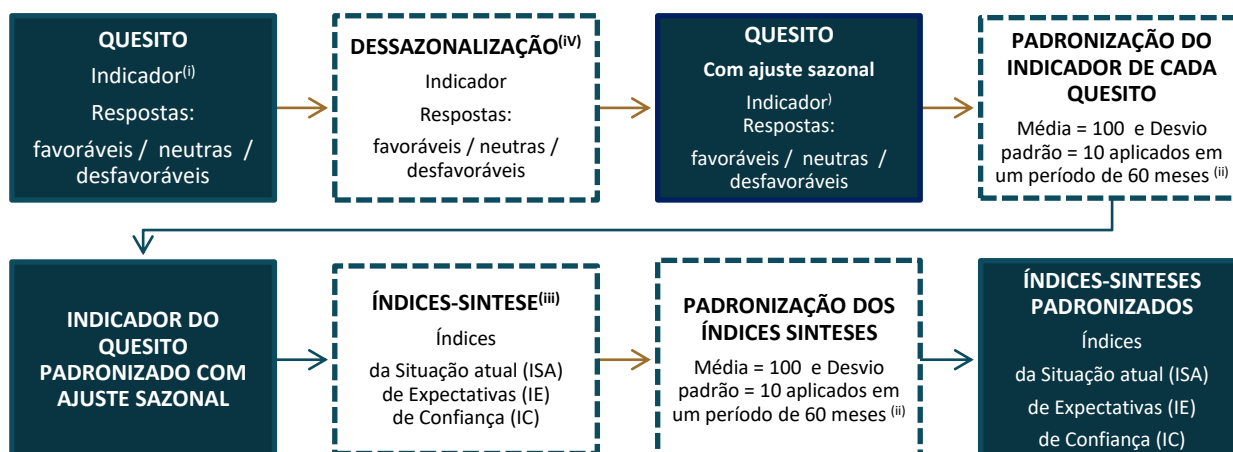 QUESITO
Indicador(i)
Respostas:
favoráveis / neutras /
desfavoráveis
DESSAZONALIZAÇÃO(iV)
Indicador
Respostas:
favoráveis / neutras /
desfavoráveis
QUESITO
Com ajuste sazonal
Indicador)
Respostas:
favoráveis / neutras /
desfavoráveis
PADRONIZAÇÃO DO
INDICADOR DE CADA
QUESITO
Média = 100 e Desvio
padrão = 10 aplicados em
um período de 60 meses (ii)
INDICADOR DO
QUESITO
PADRONIZADO COM
AJUSTE SAZONAL
ÍNDICES-SINTESE(iii)
Índices
da Situação atual (ISA)
de Expectativas (IE)
de Confiança (IC)
PADRONIZAÇÃO DOS
ÍNDICES SINTESES
Média = 100 e Desvio
padrão = 10 aplicados em
um período de 60 meses (ii)
ÍNDICES-SINTESES
PADRONIZADOS
Índices
da Situação atual (ISA)
de Expectativas (IE)
de Confiança (IC)